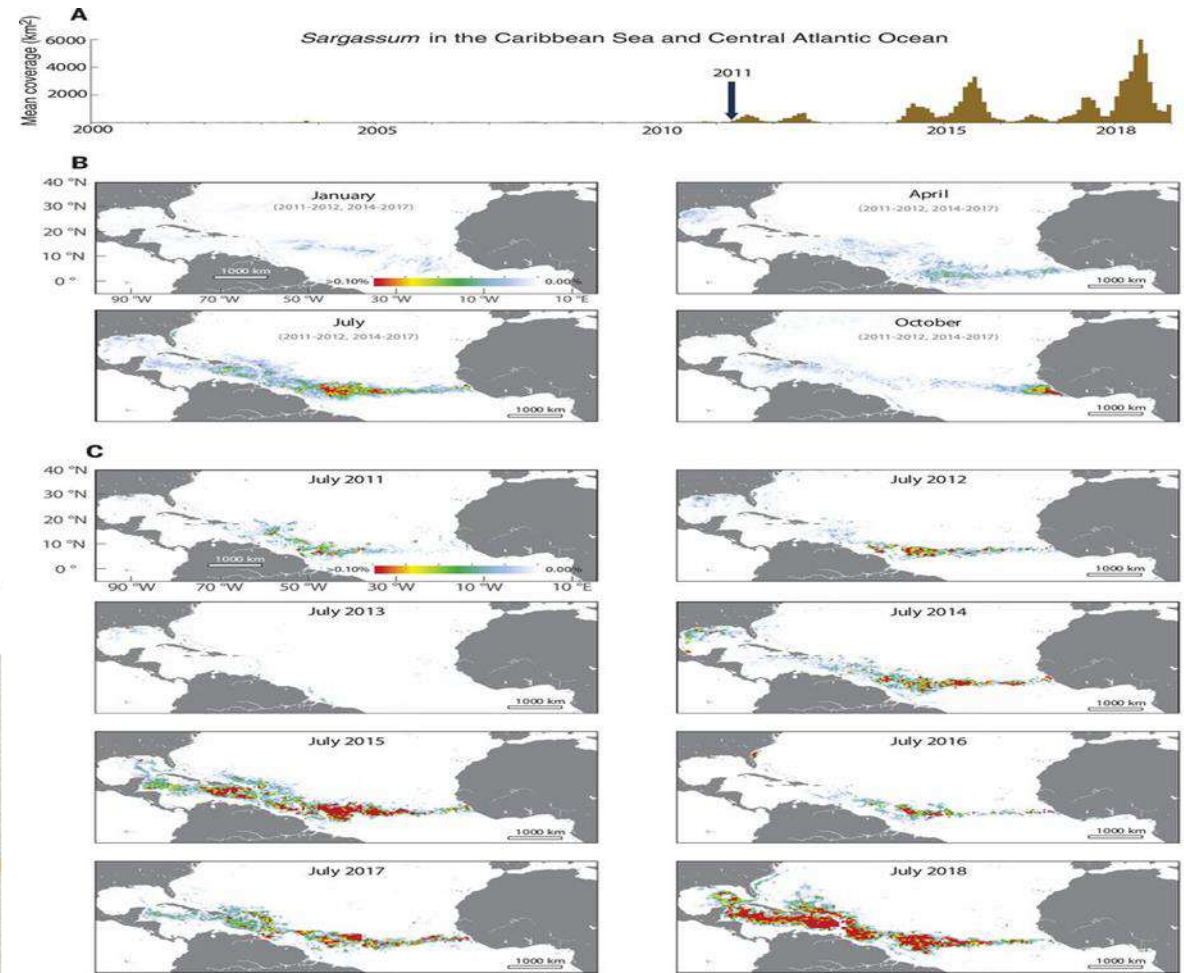 A
Sargassum in the Caribbean Sea and Central Atlantic Ocean
Mean coverage (km²)
6000
4000
2000
2011
2000
2005
2010
2015
2018
B
40 °N
30 °N
20 °N
10 °N
0 °
January
(2011-2012, 2014-2017)
1000 km
>0.10%
0.00%
90 °W
70 °W
50 °W
30 °W
10 °W
10 °E
April
(2011-2012, 2014-2017)
1000 km
July
(2011-2012, 2014-2017)
1000 km
October
(2011-2012, 2014-2017)
1000 km
C
40 °N
30 °N
20 °N
10 °N
0 °
July 2011
1000 km
>0.10%
0.00%
90 °W
70 °W
50 °W
30 °W
10 °W
10 °E
July 2012
1000 km
July 2013
1000 km
July 2014
1000 km
July 2015
1000 km
July 2016
1000 km
July 2017
1000 km
July 2018
1000 km